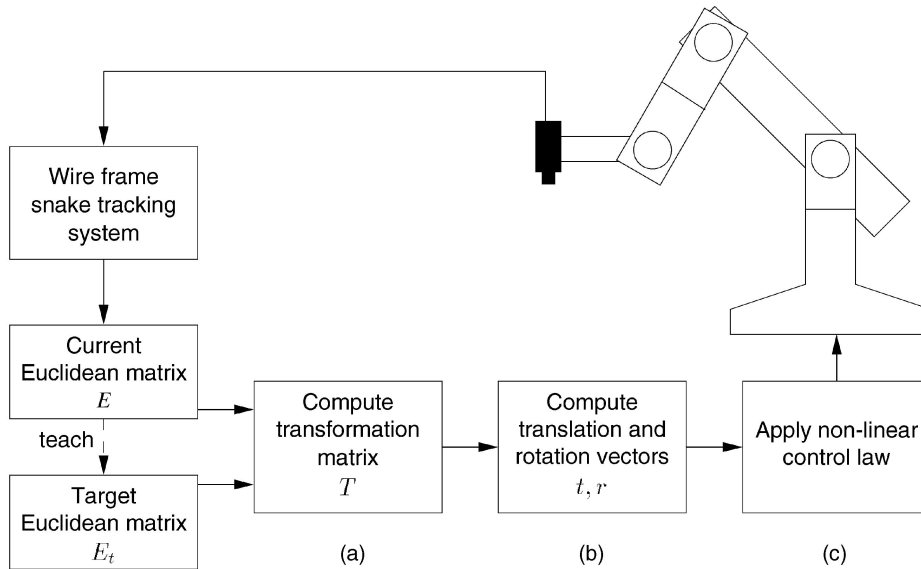 Wire frame
snake tracking
system
Current
Euclidean matrix
E
teach
Target
Euclidean matrix
E_t
Compute
transformation
matrix
T
(a)
Compute
translation and
rotation vectors
t, r
(b)
Apply non-linear
control law
(c)